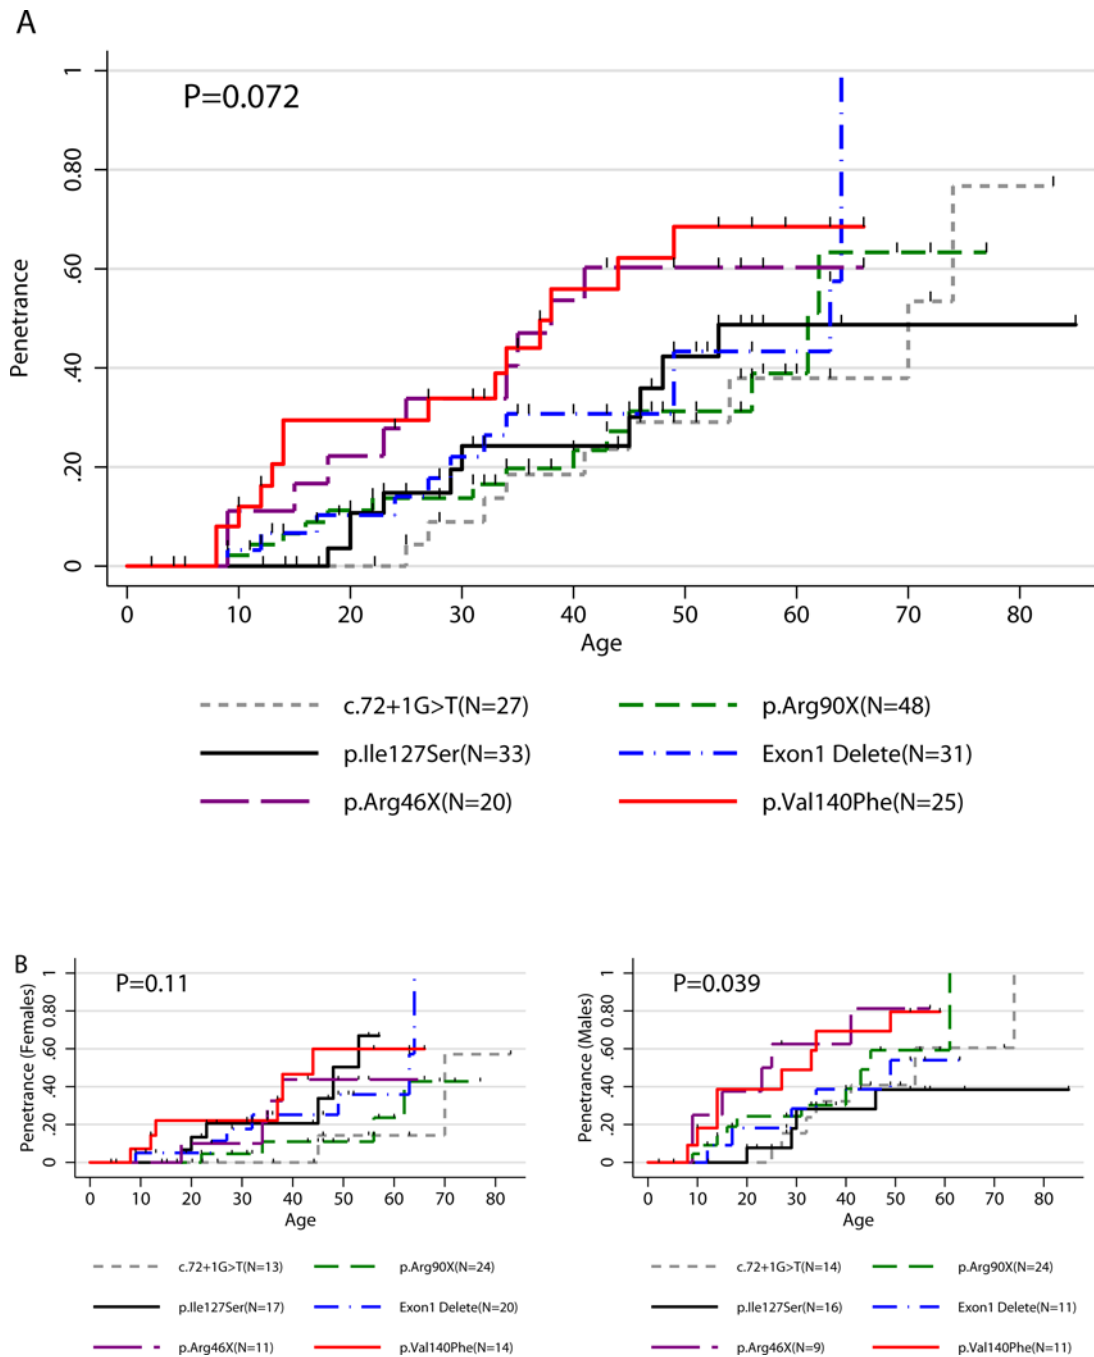 A
P=0.072
Penetrance
1
0.80
.60
.40
.20
0
0 10 20 30 40 50 60 70 80
Age
c.72+1G>T(N=27) p.Arg90X(N=48)
p.Ile127Ser(N=33) Exon1 Delete(N=31)
p.Arg46X(N=20) p.Val140Phe(N=25)
B
P=0.11
Penetrance (Females)
1
0.80
.60
.40
.20
0
0 10 20 30 40 50 60 70 80
Age
c.72+1G>T(N=13) p.Arg90X(N=24)
p.Ile127Ser(N=17) Exon1 Delete(N=20)
p.Arg46X(N=11) p.Val140Phe(N=14)
P=0.039
Penetrance (Males)
1
0.80
.60
.40
.20
0
0 10 20 30 40 50 60 70 80
Age
c.72+1G>T(N=14) p.Arg90X(N=24)
p.Ile127Ser(N=16) Exon1 Delete(N=11)
p.Arg46X(N=9) p.Val140Phe(N=11)